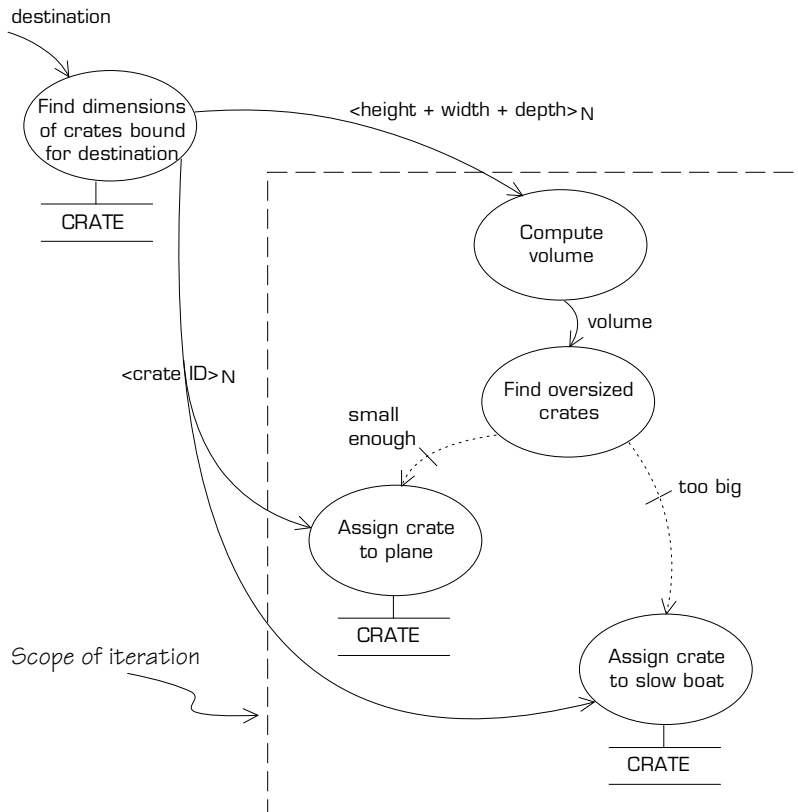 destination
Find dimensions
of crates bound
for destination
CRATE
<height + width + depth>N
Compute
volume
volume
<crate ID>N
Find oversized
crates
small
enough
too big
Assign crate
to plane
CRATE
Scope of iteration
Assign crate
to slow boat
CRATE